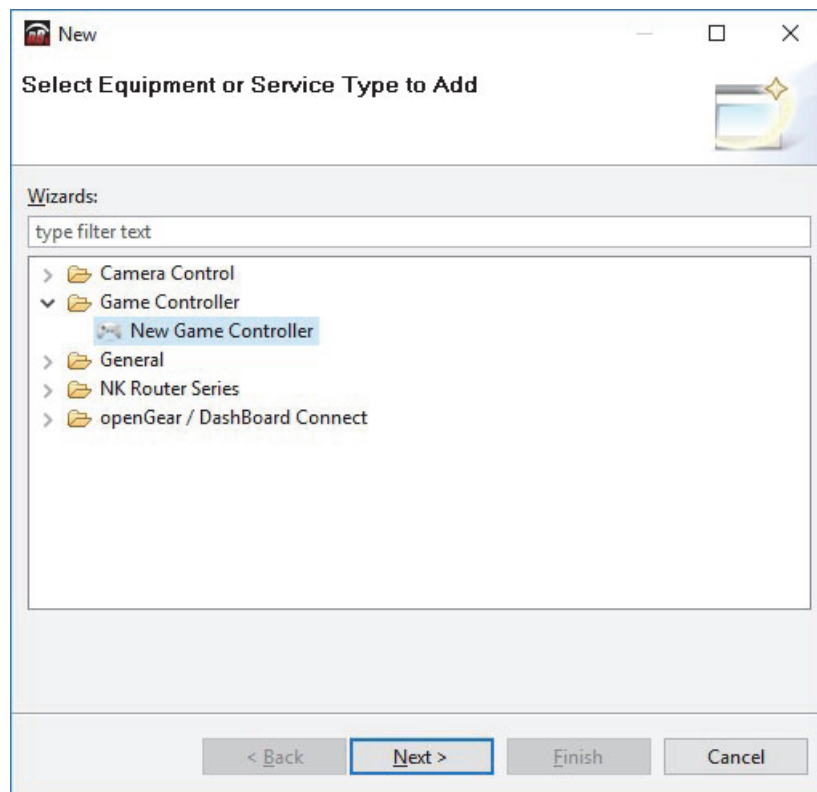 New
Select Equipment or Service Type to Add
Wizards:
type filter text
Camera Control
Game Controller
New Game Controller
General
NK Router Series
openGear / DashBoard Connect
< Back Next > Finish Cancel